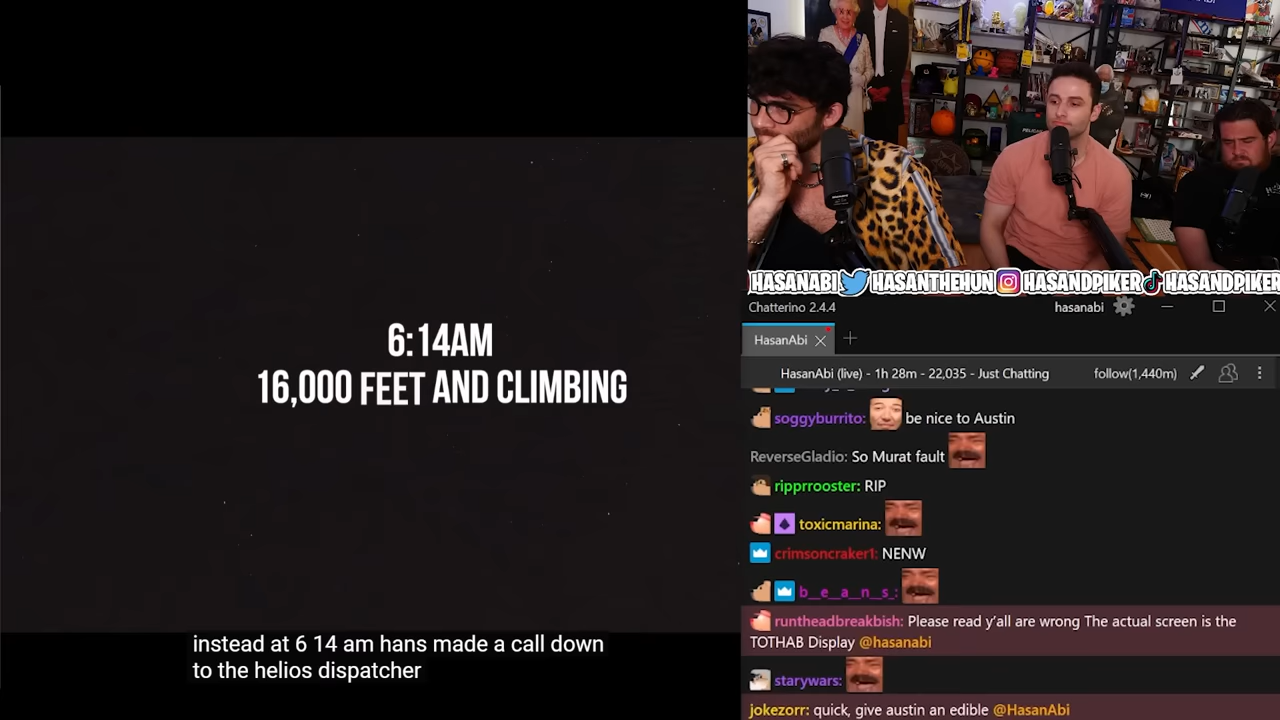 6:14AM
16,000 FEET AND CLIMBING
instead at 6 14 am hans made a call down
to the helios dispatcher
HASANABI HASANTHEHUN HASANDPIKER HASANDPIKER
Chatterino 2.4.4
hasanabi
HasanAbi
HasanAbi (live) - 1h 28m - 22,035 - Just Chatting
follow(1,440m)
soggyburrito: be nice to Austin
ReverseGladio: So Murat fault
ripprrooster: RIP
toxicmarina:
crimsoncraker1: NENW
b__e__a__n__s_:
runtheadbreakbish: Please read y'all are wrong The actual screen is the
TOTHAB Display @hasanabi
starywars:
jokezorr: quick, give austin an edible @HasanAbi